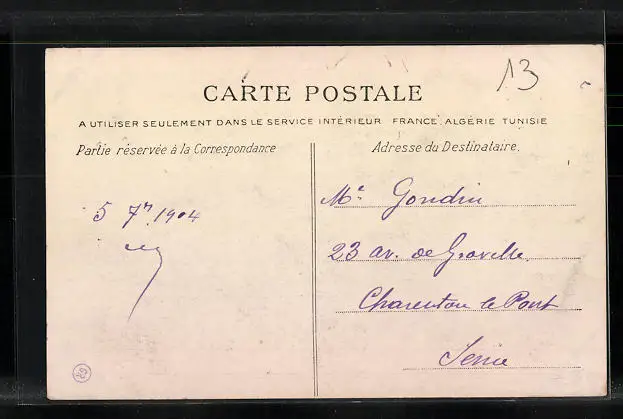 13
CARTE POSTALE
A UTILISER SEULEMENT DANS LE SERVICE INTÉRIEUR FRANCE. ALGÉRIE TUNISIE
Partie réservée à la Correspondance
Adresse du Destinataire.
5 7re 1904
Mr Gondin
23 av. de Gravelle
Charenton le Pont
Seine